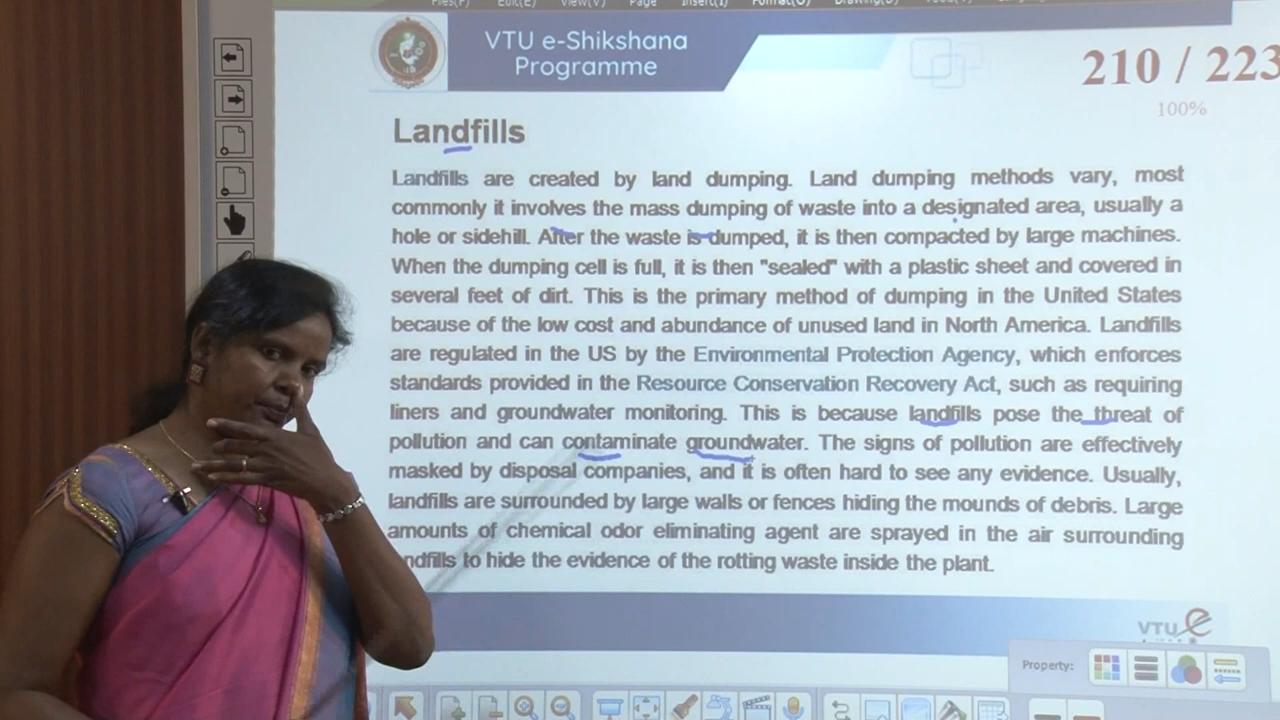 Files(F) Edit(E) View(V) Page Insert(I) Format(O) Drawing(D)
VTU e-Shikshana
Programme
210 / 223
100%
Landfills
Landfills are created by land dumping. Land dumping methods vary, most
commonly it involves the mass dumping of waste into a designated area, usually a
hole or sidehill. After the waste is dumped, it is then compacted by large machines.
When the dumping cell is full, it is then "sealed" with a plastic sheet and covered in
several feet of dirt. This is the primary method of dumping in the United States
because of the low cost and abundance of unused land in North America. Landfills
are regulated in the US by the Environmental Protection Agency, which enforces
standards provided in the Resource Conservation Recovery Act, such as requiring
liners and groundwater monitoring. This is because landfills pose the threat of
pollution and can contaminate groundwater. The signs of pollution are effectively
masked by disposal companies, and it is often hard to see any evidence. Usually,
landfills are surrounded by large walls or fences hiding the mounds of debris. Large
amounts of chemical odor eliminating agent are sprayed in the air surrounding
ndfills to hide the evidence of the rotting waste inside the plant.
VTU e
Property: